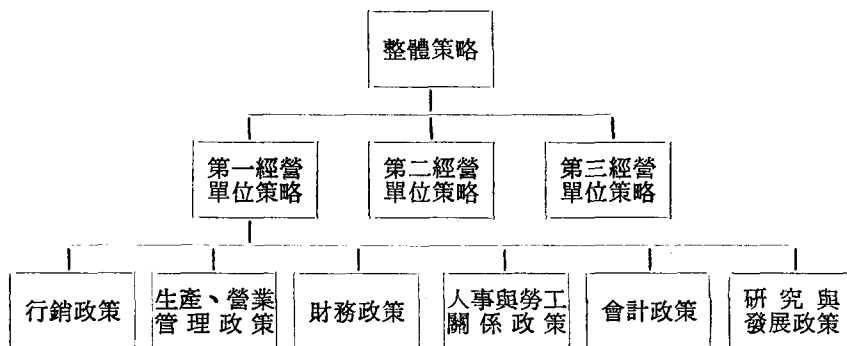 整體策略
第一經營
單位策略
第二經營
單位策略
第三經營
單位策略
行銷政策
生產、營業
管理政策
財務政策
人事與勞工
關係政策
會計政策
研究與
發展政策